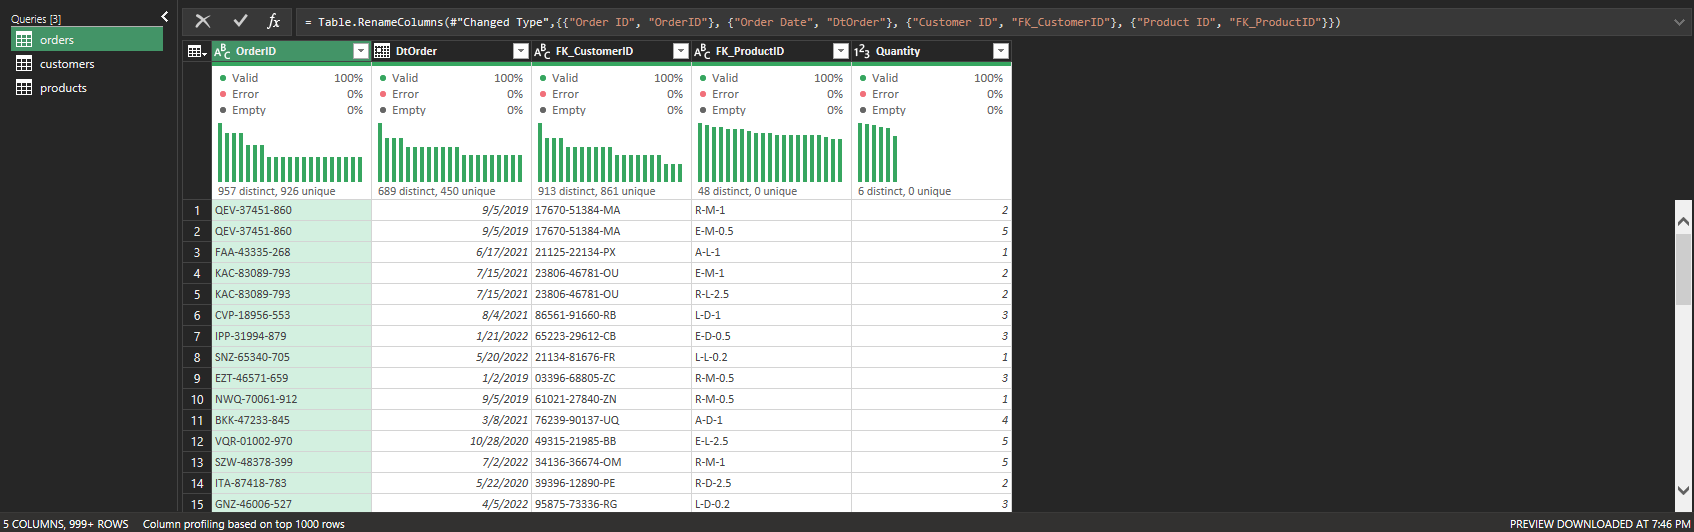 Queries [3]
orders
customers
products
fx
= Table.RenameColumns(#"Changed Type",{{"Order ID", "OrderID"}, {"Order Date", "DtOrder"}, {"Customer ID", "FK_CustomerID"}, {"Product ID", "FK_ProductID"}})
ABC OrderID DtOrder ABC FK_CustomerID ABC FK_ProductID 123 Quantity
Valid 100% Valid 100% Valid 100% Valid 100% Valid 100%
Error 0% Error 0% Error 0% Error 0% Error 0%
Empty 0% Empty 0% Empty 0% Empty 0% Empty 0%
957 distinct, 926 unique 689 distinct, 450 unique 913 distinct, 861 unique 48 distinct, 0 unique 6 distinct, 0 unique
1 QEV-37451-860 9/5/2019 17670-51384-MA R-M-1 2
2 QEV-37451-860 9/5/2019 17670-51384-MA E-M-0.5 5
3 FAA-43335-268 6/17/2021 21125-22134-PX A-L-1 1
4 KAC-83089-793 7/15/2021 23806-46781-OU E-M-1 2
5 KAC-83089-793 7/15/2021 23806-46781-OU R-L-2.5 2
6 CVP-18956-553 8/4/2021 86561-91660-RB L-D-1 3
7 IPP-31994-879 1/21/2022 65223-29612-CB E-D-0.5 3
8 SNZ-65340-705 5/20/2022 21134-81676-FR L-L-0.2 1
9 EZT-46571-659 1/2/2019 03396-68805-ZC R-M-0.5 3
10 NWQ-70061-912 9/5/2019 61021-27840-ZN R-M-0.5 1
11 BKK-47233-845 3/8/2021 76239-90137-UQ A-D-1 4
12 VQR-01002-970 10/28/2020 49315-21985-BB E-L-2.5 5
13 SZW-48378-399 7/2/2022 34136-36674-OM R-M-1 5
14 ITA-87418-783 5/22/2020 39396-12890-PE R-D-2.5 2
15 GNZ-46006-527 4/5/2022 95875-73336-RG L-D-0.2 3
5 COLUMNS, 999+ ROWS Column profiling based on top 1000 rows PREVIEW DOWNLOADED AT 7:46 PM